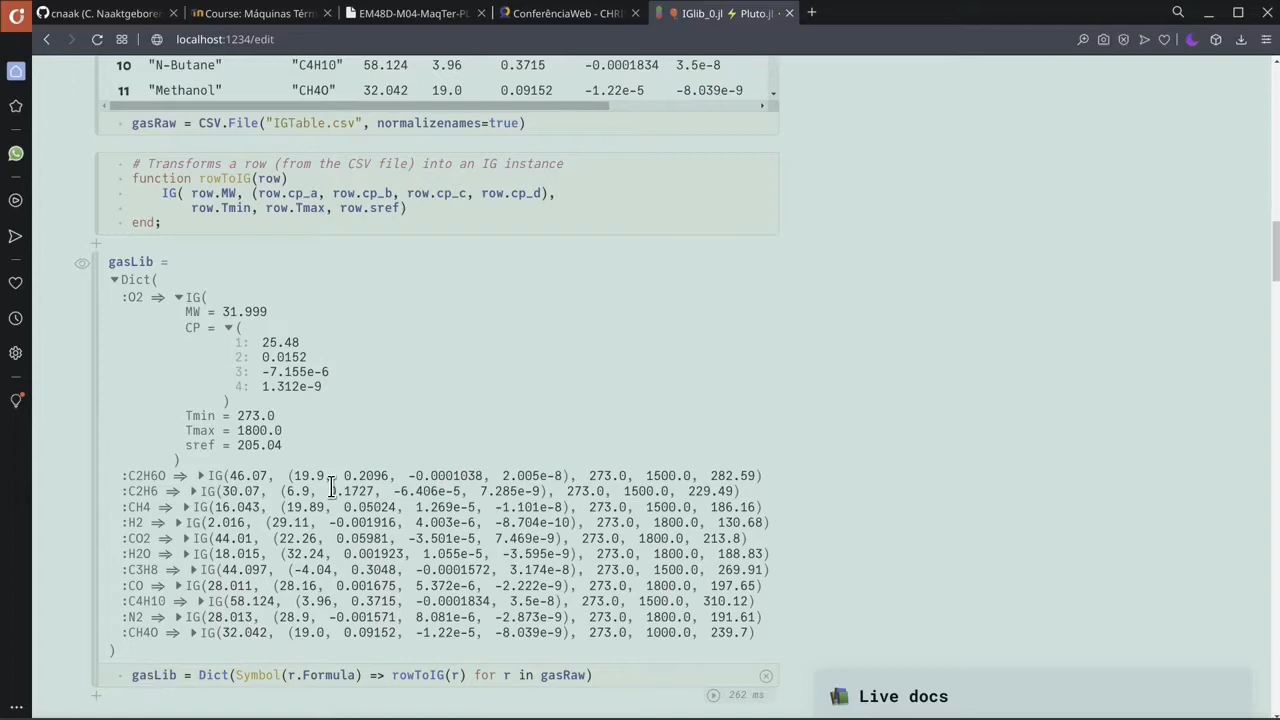 cnaak (C. Naaktgeboren
Course: Máquinas Térm
EM48D-M04-MaqTer-PL
ConferênciaWeb - CHRI
IGlib_0.jl ⚡ Pluto.jl
localhost:1234/edit
10 "N-Butane" "C4H10" 58.124 3.96 0.3715 -0.0001834 3.5e-8
11 "Methanol" "CH4O" 32.042 19.0 0.09152 -1.22e-5 -8.039e-9
gasRaw = CSV.File("IGTable.csv", normalizenames=true)
# Transforms a row (from the CSV file) into an IG instance
function rowToIG(row)
IG( row.MW, (row.cp_a, row.cp_b, row.cp_c, row.cp_d),
row.Tmin, row.Tmax, row.sref)
end;
gasLib =
▼Dict(
:O2 ⇒ ▼IG(
MW = 31.999
CP = ▼(
1: 25.48
2: 0.0152
3: -7.155e-6
4: 1.312e-9
)
Tmin = 273.0
Tmax = 1800.0
sref = 205.04
)
:C2H6O ⇒ ▶IG(46.07, (19.9, 0.2096, -0.0001038, 2.005e-8), 273.0, 1500.0, 282.59)
:C2H6 ⇒ ▶IG(30.07, (6.9, .1727, -6.406e-5, 7.285e-9), 273.0, 1500.0, 229.49)
:CH4 ⇒ ▶IG(16.043, (19.89, 0.05024, 1.269e-5, -1.101e-8), 273.0, 1500.0, 186.16)
:H2 ⇒ ▶IG(2.016, (29.11, -0.001916, 4.003e-6, -8.704e-10), 273.0, 1800.0, 130.68)
:CO2 ⇒ ▶IG(44.01, (22.26, 0.05981, -3.501e-5, 7.469e-9), 273.0, 1800.0, 213.8)
:H2O ⇒ ▶IG(18.015, (32.24, 0.001923, 1.055e-5, -3.595e-9), 273.0, 1800.0, 188.83)
:C3H8 ⇒ ▶IG(44.097, (-4.04, 0.3048, -0.0001572, 3.174e-8), 273.0, 1500.0, 269.91)
:CO ⇒ ▶IG(28.011, (28.16, 0.001675, 5.372e-6, -2.222e-9), 273.0, 1800.0, 197.65)
:C4H10 ⇒ ▶IG(58.124, (3.96, 0.3715, -0.0001834, 3.5e-8), 273.0, 1500.0, 310.12)
:N2 ⇒ ▶IG(28.013, (28.9, -0.001571, 8.081e-6, -2.873e-9), 273.0, 1800.0, 191.61)
:CH4O ⇒ ▶IG(32.042, (19.0, 0.09152, -1.22e-5, -8.039e-9), 273.0, 1000.0, 239.7)
)
gasLib = Dict(Symbol(r.Formula) => rowToIG(r) for r in gasRaw)
262 ms
Live docs